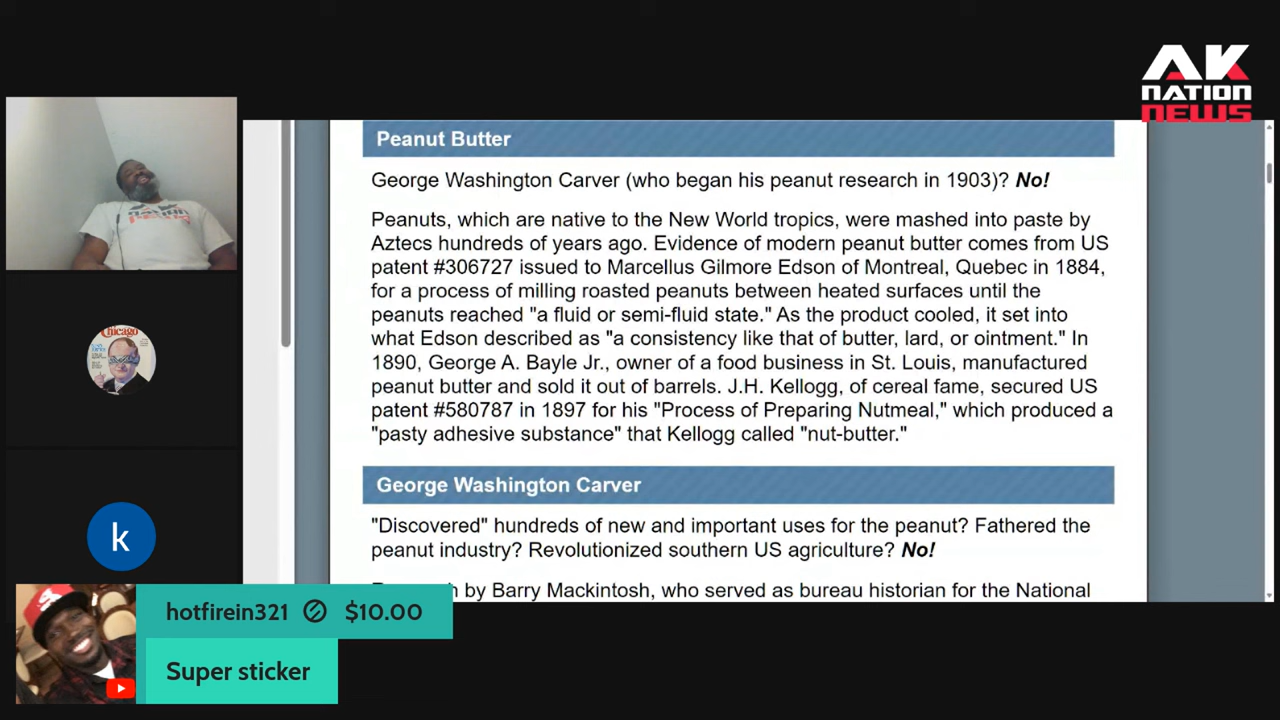 AK
NATION
NEWS
Peanut Butter
George Washington Carver (who began his peanut research in 1903)? No!
Peanuts, which are native to the New World tropics, were mashed into paste by
Aztecs hundreds of years ago. Evidence of modern peanut butter comes from US
patent #306727 issued to Marcellus Gilmore Edson of Montreal, Quebec in 1884,
for a process of milling roasted peanuts between heated surfaces until the
peanuts reached "a fluid or semi-fluid state." As the product cooled, it set into
what Edson described as "a consistency like that of butter, lard, or ointment." In
1890, George A. Bayle Jr., owner of a food business in St. Louis, manufactured
peanut butter and sold it out of barrels. J.H. Kellogg, of cereal fame, secured US
patent #580787 in 1897 for his "Process of Preparing Nutmeal," which produced a
"pasty adhesive substance" that Kellogg called "nut-butter."
George Washington Carver
"Discovered" hundreds of new and important uses for the peanut? Fathered the
peanut industry? Revolutionized southern US agriculture? No!
by Barry Mackintosh, who served as bureau historian for the National
Chicago
k
hotfirein321 $10.00
Super sticker